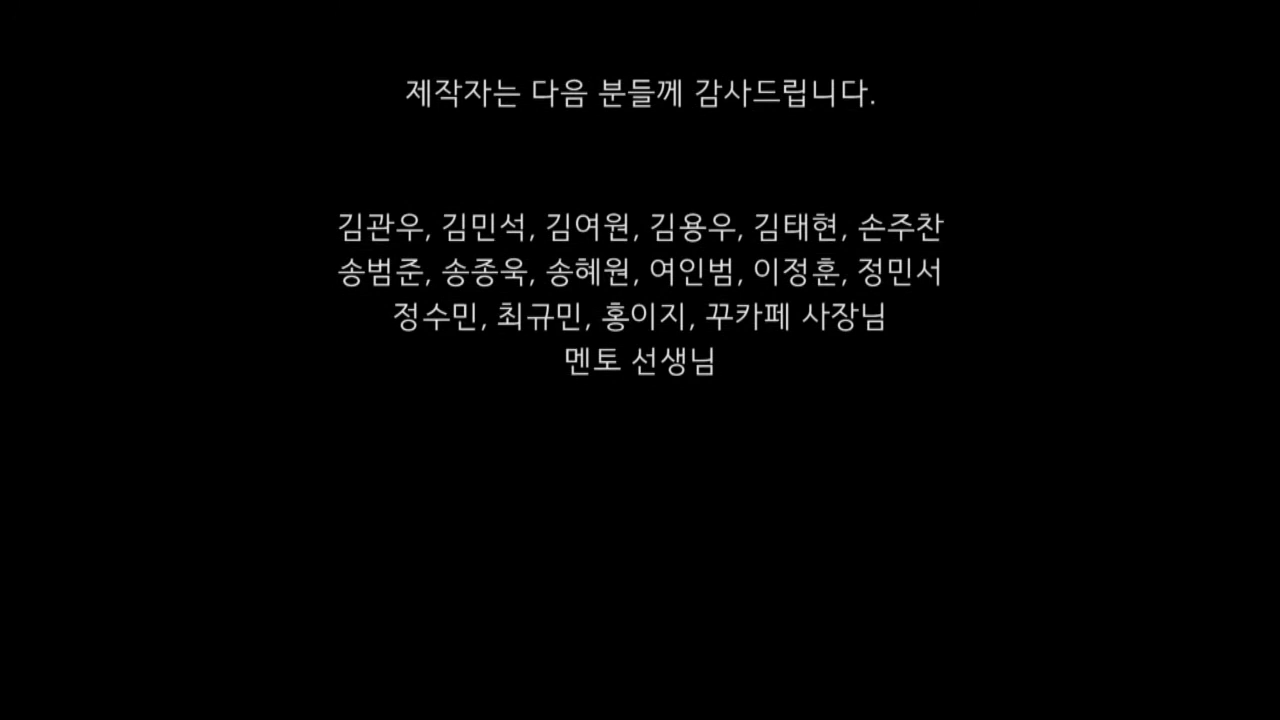 제작자는 다음 분들께 감사드립니다.
김관우, 김민석, 김여원, 김용우, 김태현, 손주찬
송범준, 송종욱, 송혜원, 여인범, 이정훈, 정민서
정수민, 최규민, 홍이지, 꾸카페 사장님
멘토 선생님